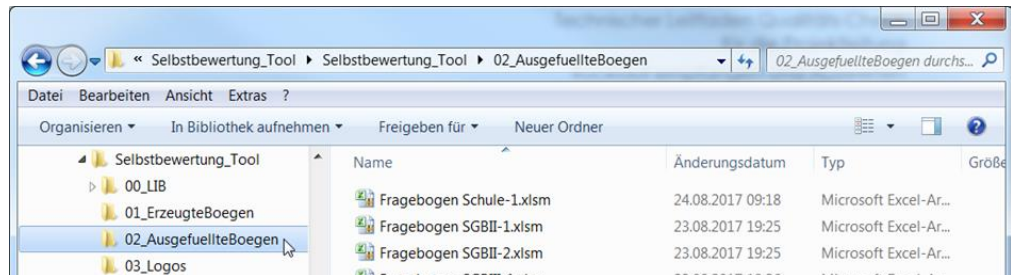 « Selbstbewertung_Tool ▸ Selbstbewertung_Tool ▸ 02_AusgefuellteBoegen 02_AusgefuellteBoegen durchs...
Datei Bearbeiten Ansicht Extras ?
Organisieren In Bibliothek aufnehmen Freigeben für Neuer Ordner
Selbstbewertung_Tool Name Änderungsdatum Typ Größe
00_LIB Fragebogen Schule-1.xlsm 24.08.2017 09:18 Microsoft Excel-Ar...
01_ErzeugteBoegen Fragebogen SGBII-1.xlsm 23.08.2017 19:25 Microsoft Excel-Ar...
02_AusgefuellteBoegen Fragebogen SGBII-2.xlsm 23.08.2017 19:25 Microsoft Excel-Ar...
03_Logos